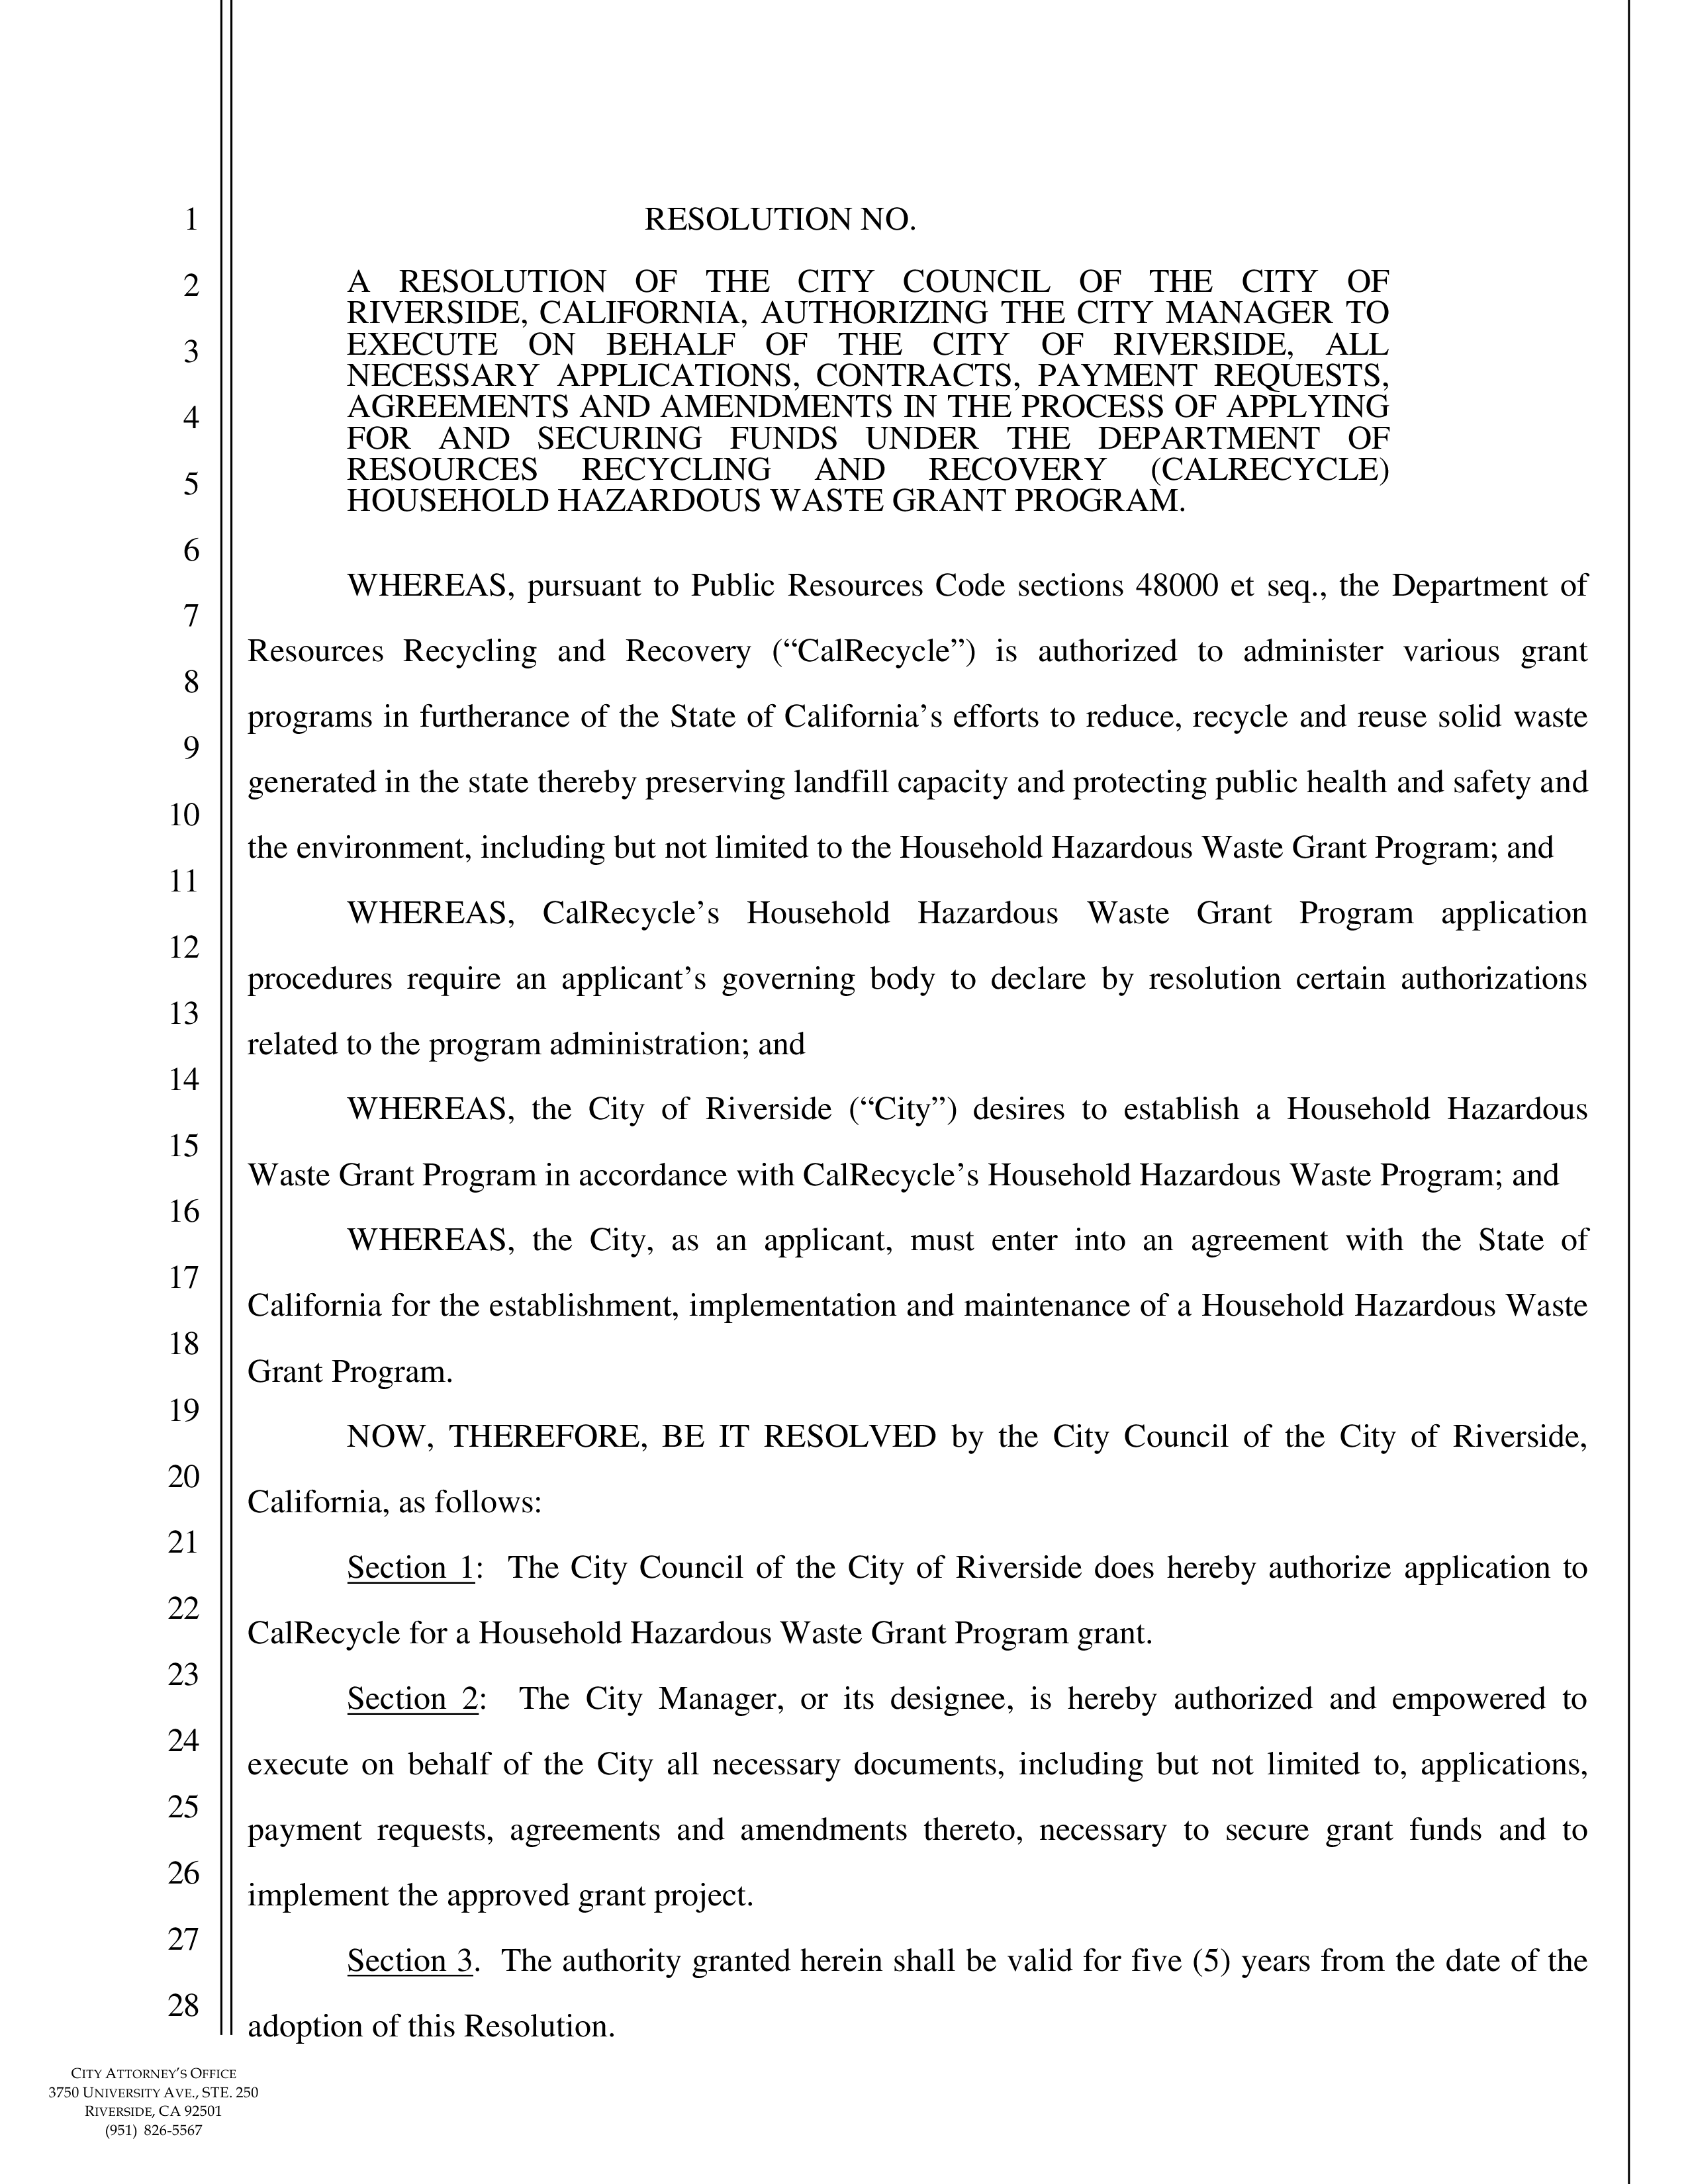 1 RESOLUTION NO.
2 A RESOLUTION OF THE CITY COUNCIL OF THE CITY OF
RIVERSIDE, CALIFORNIA, AUTHORIZING THE CITY MANAGER TO
3 EXECUTE ON BEHALF OF THE CITY OF RIVERSIDE, ALL
NECESSARY APPLICATIONS, CONTRACTS, PAYMENT REQUESTS,
4 AGREEMENTS AND AMENDMENTS IN THE PROCESS OF APPLYING
FOR AND SECURING FUNDS UNDER THE DEPARTMENT OF
5 RESOURCES RECYCLING AND RECOVERY (CALRECYCLE)
HOUSEHOLD HAZARDOUS WASTE GRANT PROGRAM.
6
WHEREAS, pursuant to Public Resources Code sections 48000 et seq., the Department of
7
Resources Recycling and Recovery (“CalRecycle”) is authorized to administer various grant
8
programs in furtherance of the State of California’s efforts to reduce, recycle and reuse solid waste
9
generated in the state thereby preserving landfill capacity and protecting public health and safety and
10
the environment, including but not limited to the Household Hazardous Waste Grant Program; and
11
WHEREAS, CalRecycle’s Household Hazardous Waste Grant Program application
12
procedures require an applicant’s governing body to declare by resolution certain authorizations
13
related to the program administration; and
14
WHEREAS, the City of Riverside (“City”) desires to establish a Household Hazardous
15
Waste Grant Program in accordance with CalRecycle’s Household Hazardous Waste Program; and
16
WHEREAS, the City, as an applicant, must enter into an agreement with the State of
17
California for the establishment, implementation and maintenance of a Household Hazardous Waste
18
Grant Program.
19
NOW, THEREFORE, BE IT RESOLVED by the City Council of the City of Riverside,
20
California, as follows:
21
Section 1: The City Council of the City of Riverside does hereby authorize application to
22
CalRecycle for a Household Hazardous Waste Grant Program grant.
23
Section 2: The City Manager, or its designee, is hereby authorized and empowered to
24
execute on behalf of the City all necessary documents, including but not limited to, applications,
25
payment requests, agreements and amendments thereto, necessary to secure grant funds and to
26
implement the approved grant project.
27
Section 3. The authority granted herein shall be valid for five (5) years from the date of the
28
adoption of this Resolution.
CITY ATTORNEY’S OFFICE
3750 UNIVERSITY AVE., STE. 250
RIVERSIDE, CA 92501
(951) 826-5567